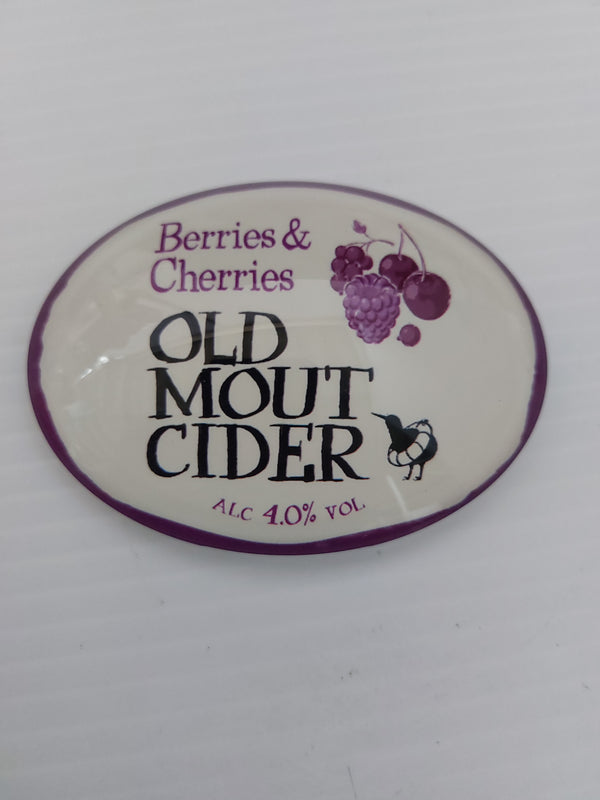 Berries &
Cherries
OLD
MOUT
CIDER
ALC 4.0% VOL